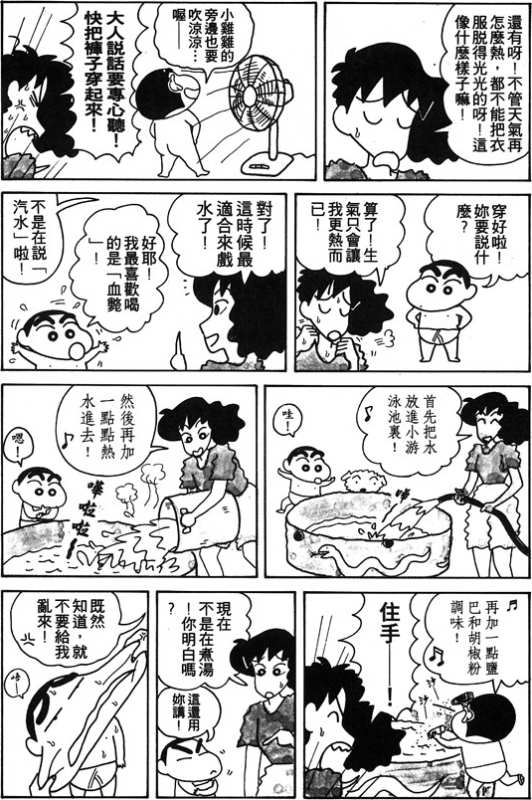 還有呀！不管天氣再
怎麼熱，都不能把衣
服脱得光光的呀！這
像什麼樣子嘛！
小雞雞的
旁邊也要
吹涼涼…
喔——
大人説話要專心聽！
快把褲子穿起來！
穿好啦！
妳要說什
麼？
算了！生
氣只會讓
我更熱而
已！
對了！
這時候最
適合來戲
水了！
好耶！
我最喜歡喝
的是「血斃
」！
不是在說「
汽水」啦！
首先把水
放進小游
泳池裏！
哇！
嘩
然後再加
一點點熱
水進去！
嗯！
嘩
啦
啦
！
再加一點鹽
巴和胡椒粉
調味！
住手——！
現在
不是在煮湯
！你明白嗎
？
這還用
妳講！
既然
知道，就
不要給我
亂來！
唔—